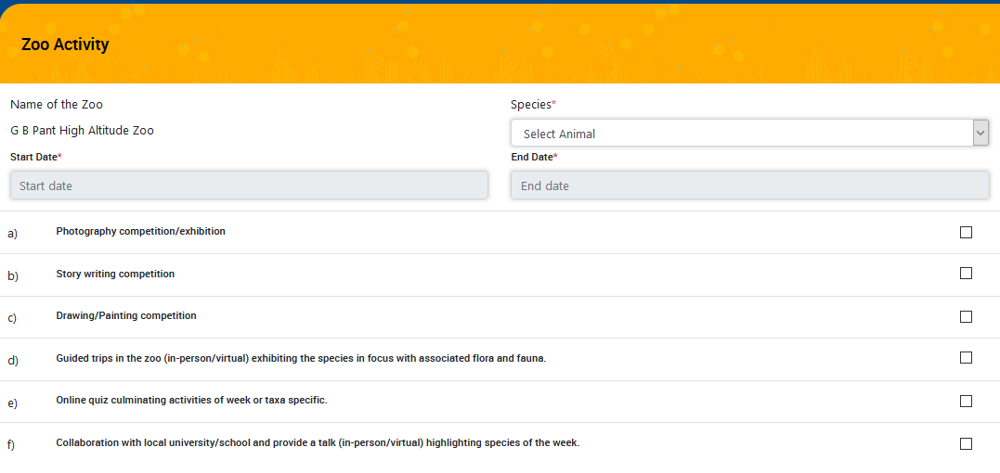 Zoo Activity
Name of the Zoo
Species*
G B Pant High Altitude Zoo
Select Animal
Start Date*
End Date*
Start date
End date
a) Photography competition/exhibition
b) Story writing competition
c) Drawing/Painting competition
d) Guided trips in the zoo (in-person/virtual) exhibiting the species in focus with associated flora and fauna.
e) Online quiz culminating activities of week or taxa specific.
f) Collaboration with local university/school and provide a talk (in-person/virtual) highlighting species of the week.